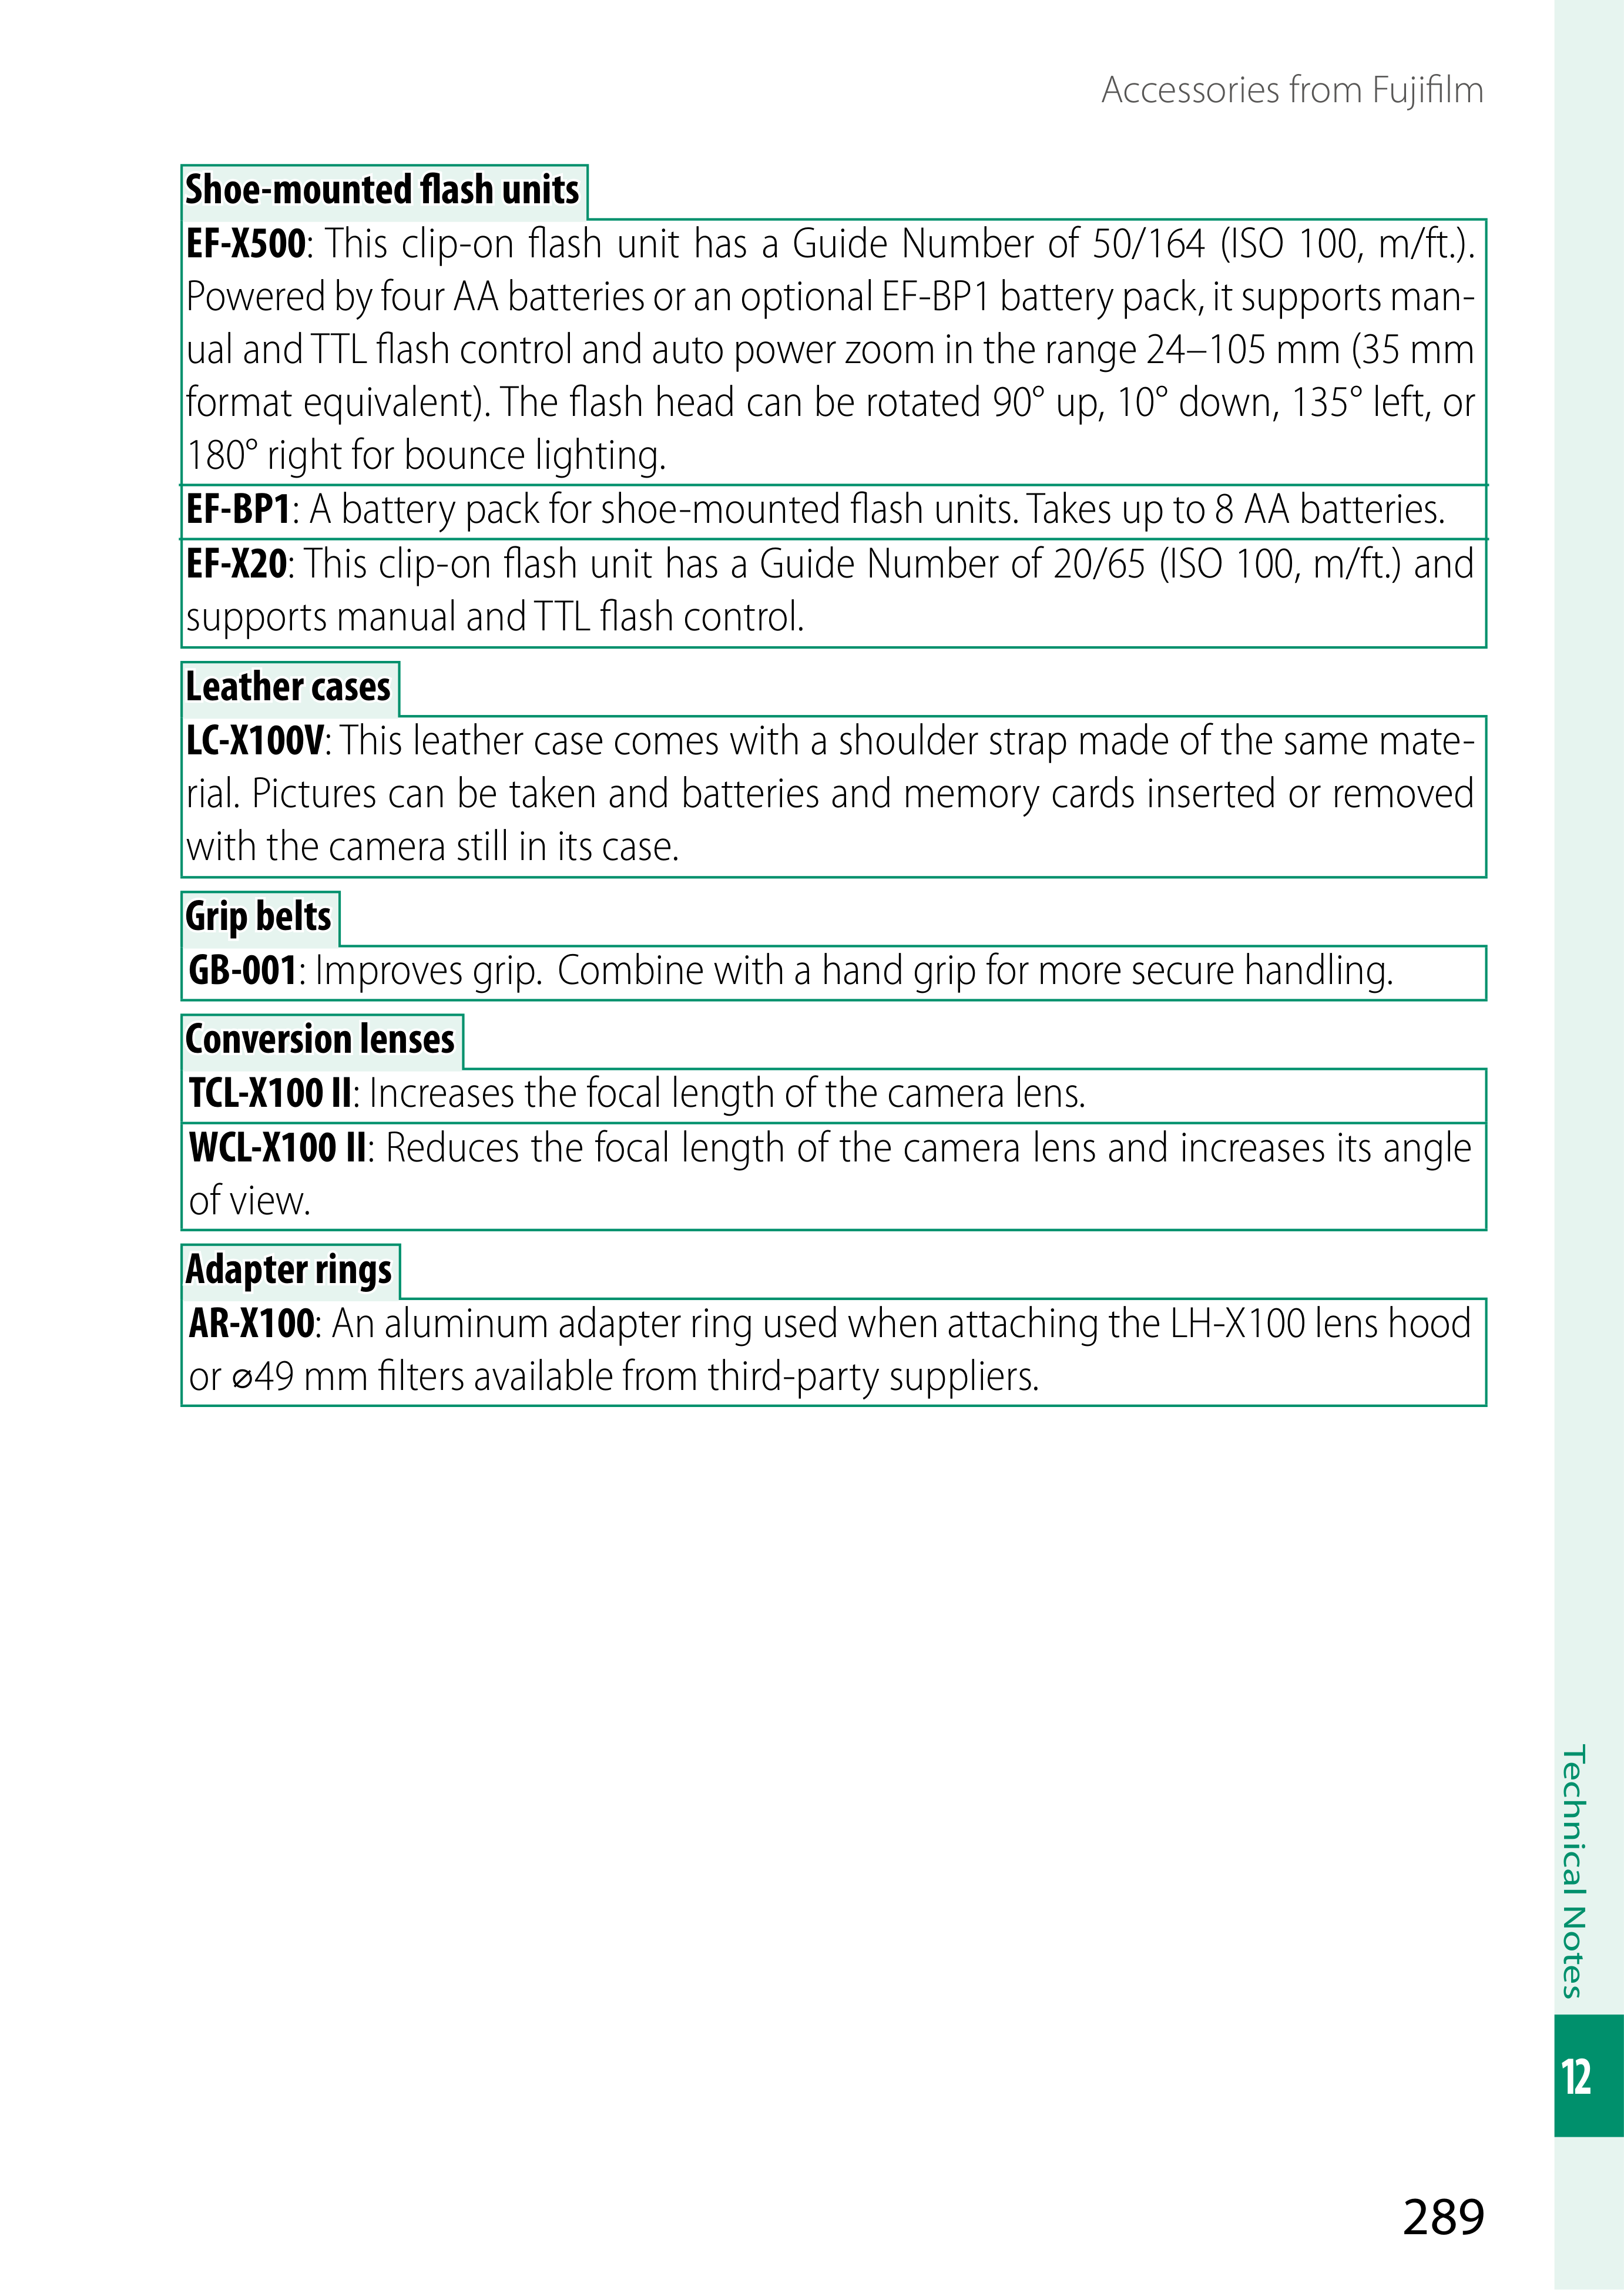 Accessories from Fujifilm
Shoe-mounted flash units
EF-X500: This clip-on flash unit has a Guide Number of 50/164 (ISO 100, m/ft.).
Powered by four AA batteries or an optional EF-BP1 battery pack, it supports man-
ual and TTL flash control and auto power zoom in the range 24–105 mm (35 mm
format equivalent). The flash head can be rotated 90° up, 10° down, 135° left, or
180° right for bounce lighting.
EF-BP1: A battery pack for shoe-mounted flash units. Takes up to 8 AA batteries.
EF-X20: This clip-on flash unit has a Guide Number of 20/65 (ISO 100, m/ft.) and
supports manual and TTL flash control.
Leather cases
LC-X100V: This leather case comes with a shoulder strap made of the same mate-
rial. Pictures can be taken and batteries and memory cards inserted or removed
with the camera still in its case.
Grip belts
GB-001: Improves grip. Combine with a hand grip for more secure handling.
Conversion lenses
TCL-X100 II: Increases the focal length of the camera lens.
WCL-X100 II: Reduces the focal length of the camera lens and increases its angle
of view.
Adapter rings
AR-X100: An aluminum adapter ring used when attaching the LH-X100 lens hood
or ⌀49 mm filters available from third-party suppliers.
Technical Notes
12
289